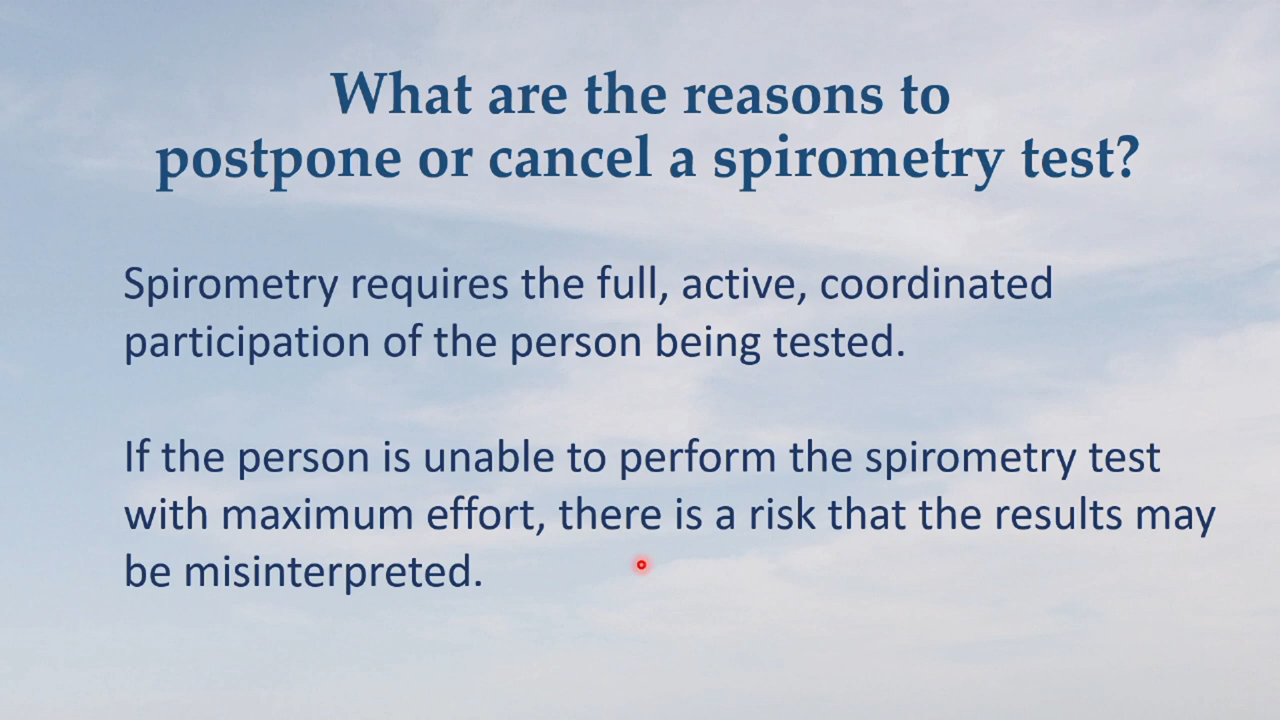 What are the reasons to
postpone or cancel a spirometry test?
Spirometry requires the full, active, coordinated
participation of the person being tested.
If the person is unable to perform the spirometry test
with maximum effort, there is a risk that the results may
be misinterpreted.